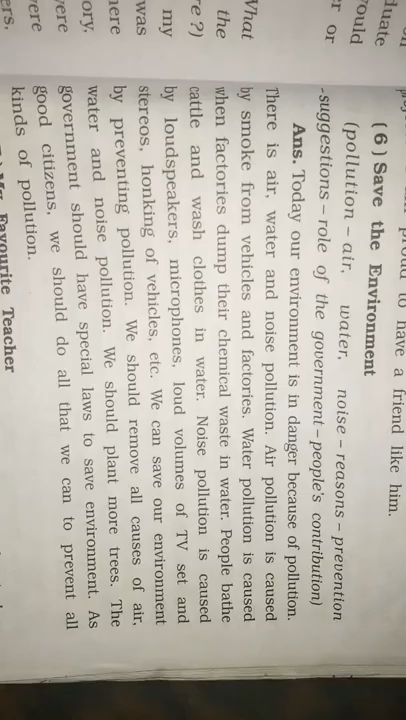 to have a friend like him.
(6) Save the Environment
(pollution – air, water, noise – reasons – prevention
-suggestions – role of the government – people's contribution)
Ans. Today our environment is in danger because of pollution.
There is air, water and noise pollution. Air pollution is caused
by smoke from vehicles and factories. Water pollution is caused
when factories dump their chemical waste in water. People bathe
cattle and wash clothes in water. Noise pollution is caused
by loudspeakers, microphones, loud volumes of TV set and
stereos, honking of vehicles, etc. We can save our environment
by preventing pollution. We should remove all causes of air,
water and noise pollution. We should plant more trees. The
government should have special laws to save environment. As
good citizens, we should do all that we can to prevent all
kinds of pollution.
My Favourite Teacher
or
What
the
my
was